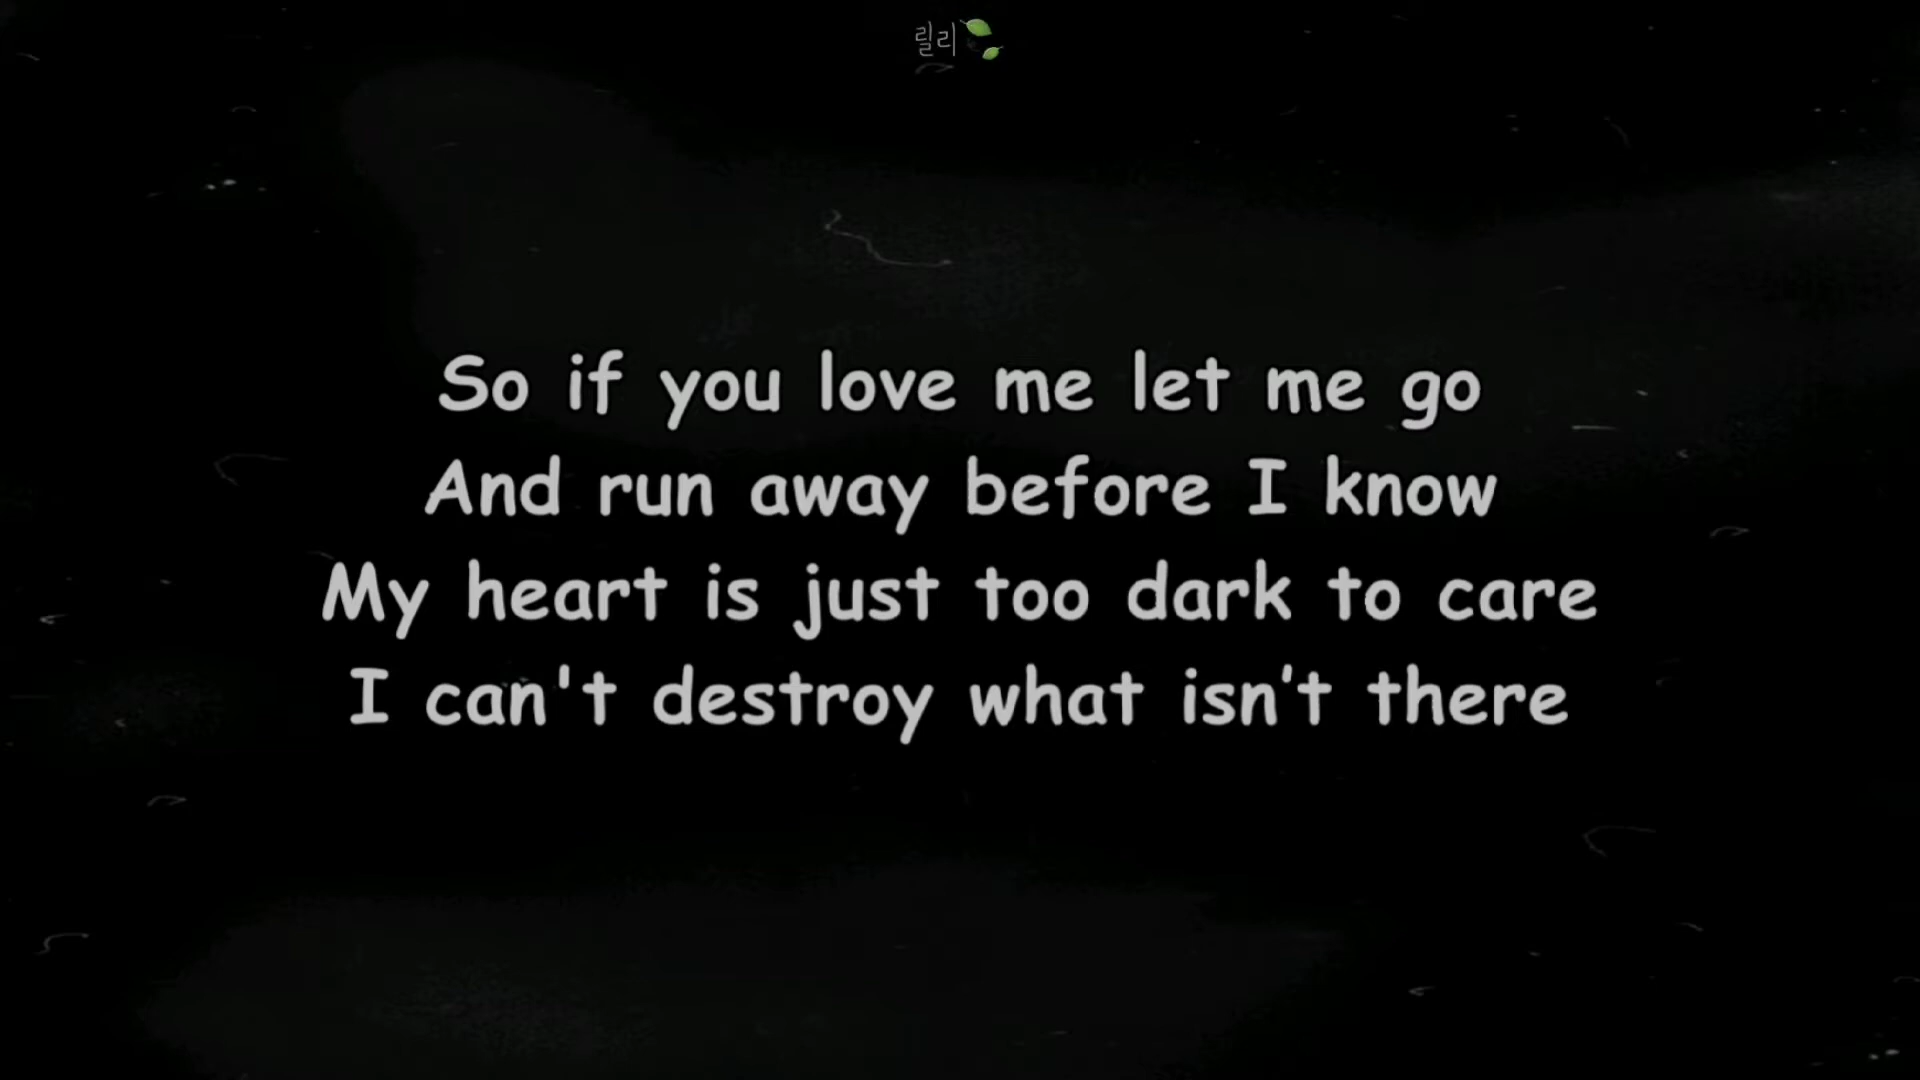 릴리
So if you love me let me go
And run away before I know
My heart is just too dark to care
I can't destroy what isn't there